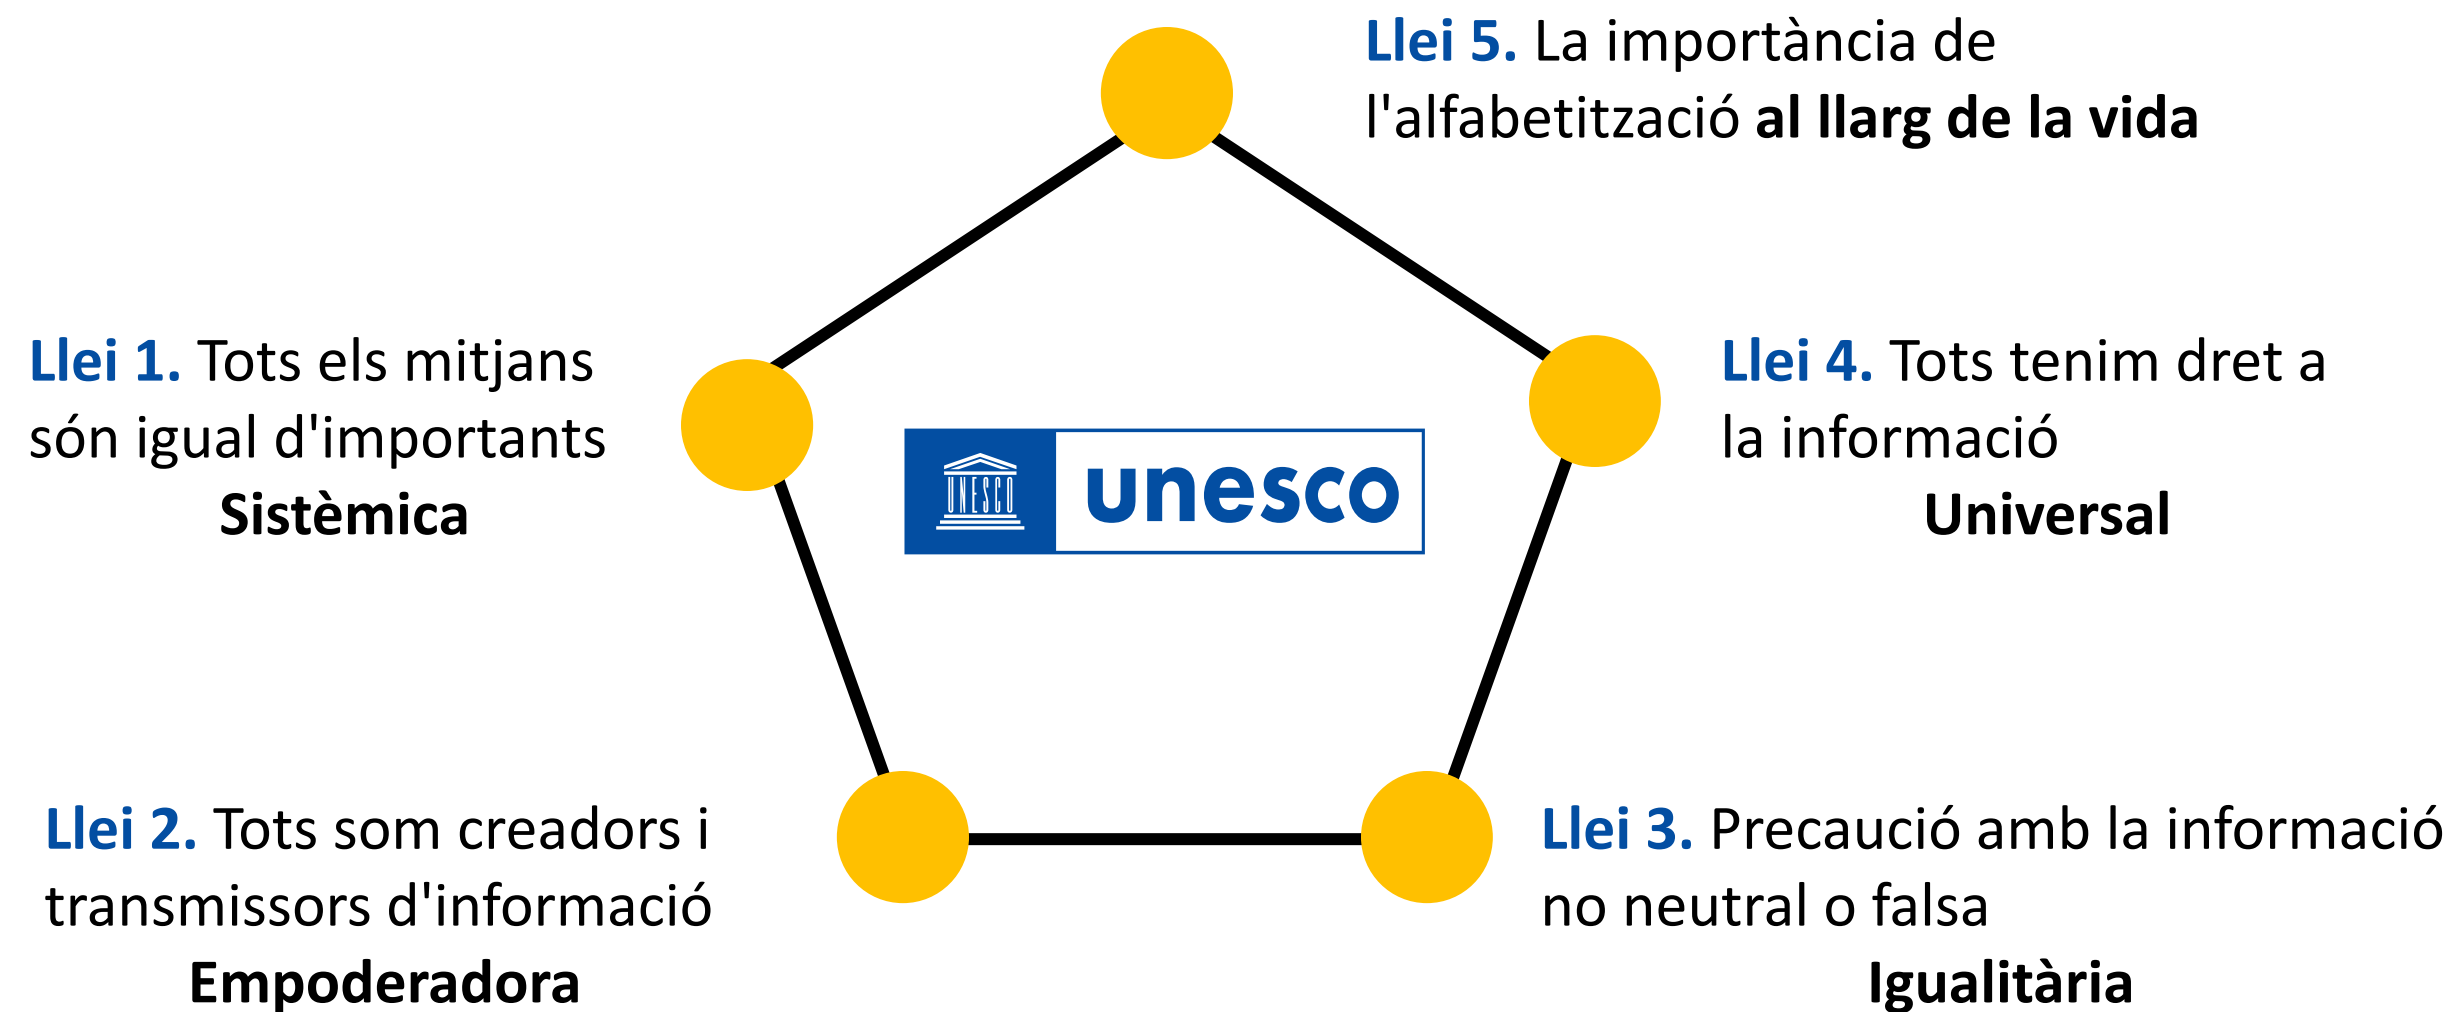 Llei 5. La importància de
l'alfabetització al llarg de la vida
Llei 1. Tots els mitjans
són igual d'importants
Sistèmica
Llei 4. Tots tenim dret a
la informació
Universal
UNESCO
unesco
Llei 2. Tots som creadors i
transmissors d'informació
Empoderadora
Llei 3. Precaució amb la informació
no neutral o falsa
Igualitària